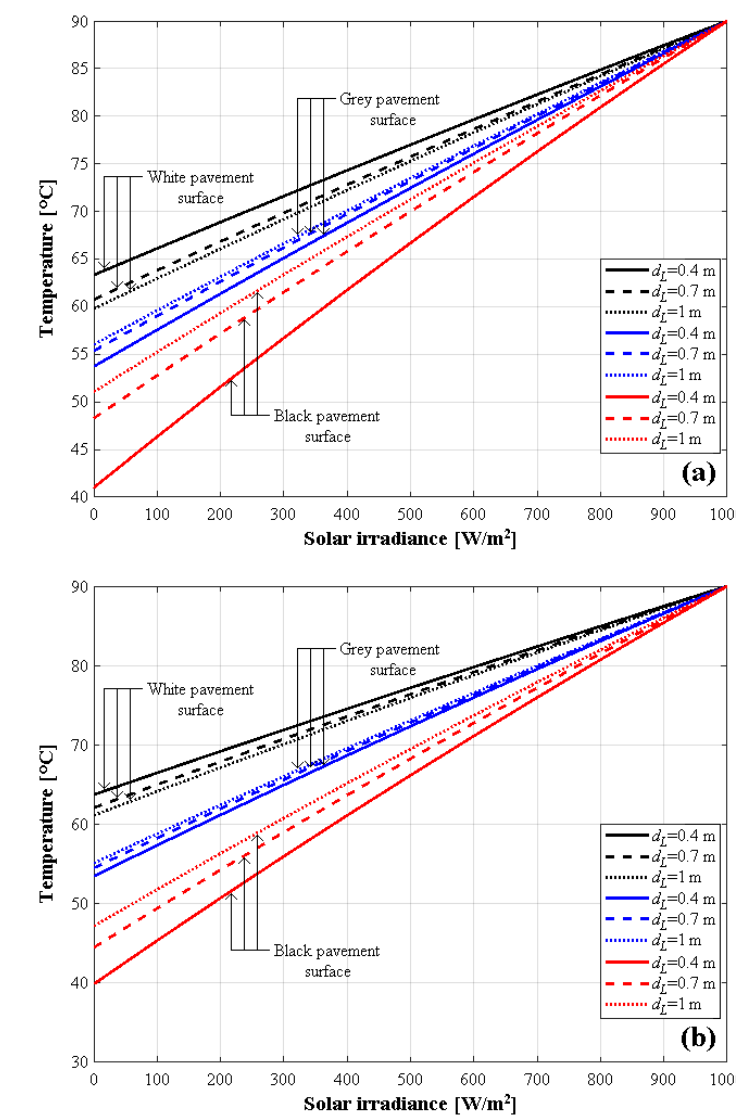 90
85
80
75
70
65
60
55
50
45
40
Temperature [°C]
Grey pavement
surface
White pavement
surface
Black pavement
surface
d_L=0.4 m
d_L=0.7 m
d_L=1 m
d_L=0.4 m
d_L=0.7 m
d_L=1 m
d_L=0.4 m
d_L=0.7 m
d_L=1 m
(a)
0 100 200 300 400 500 600 700 800 900 100
Solar irradiance [W/m²]
90
80
70
60
50
40
30
Temperature [°C]
Grey pavement
surface
White pavement
surface
Black pavement
surface
d_L=0.4 m
d_L=0.7 m
d_L=1 m
d_L=0.4 m
d_L=0.7 m
d_L=1 m
d_L=0.4 m
d_L=0.7 m
d_L=1 m
(b)
0 100 200 300 400 500 600 700 800 900 100
Solar irradiance [W/m²]